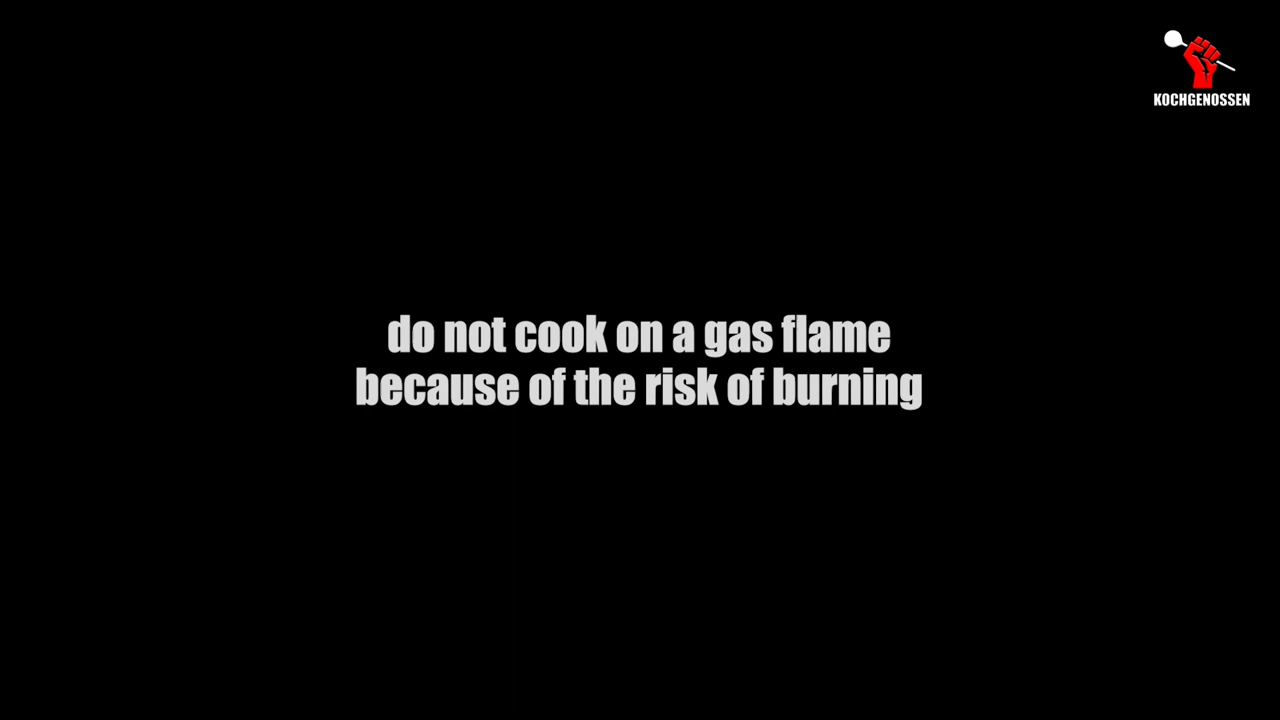 KOCHGENOSSEN
do not cook on a gas flame
because of the risk of burning